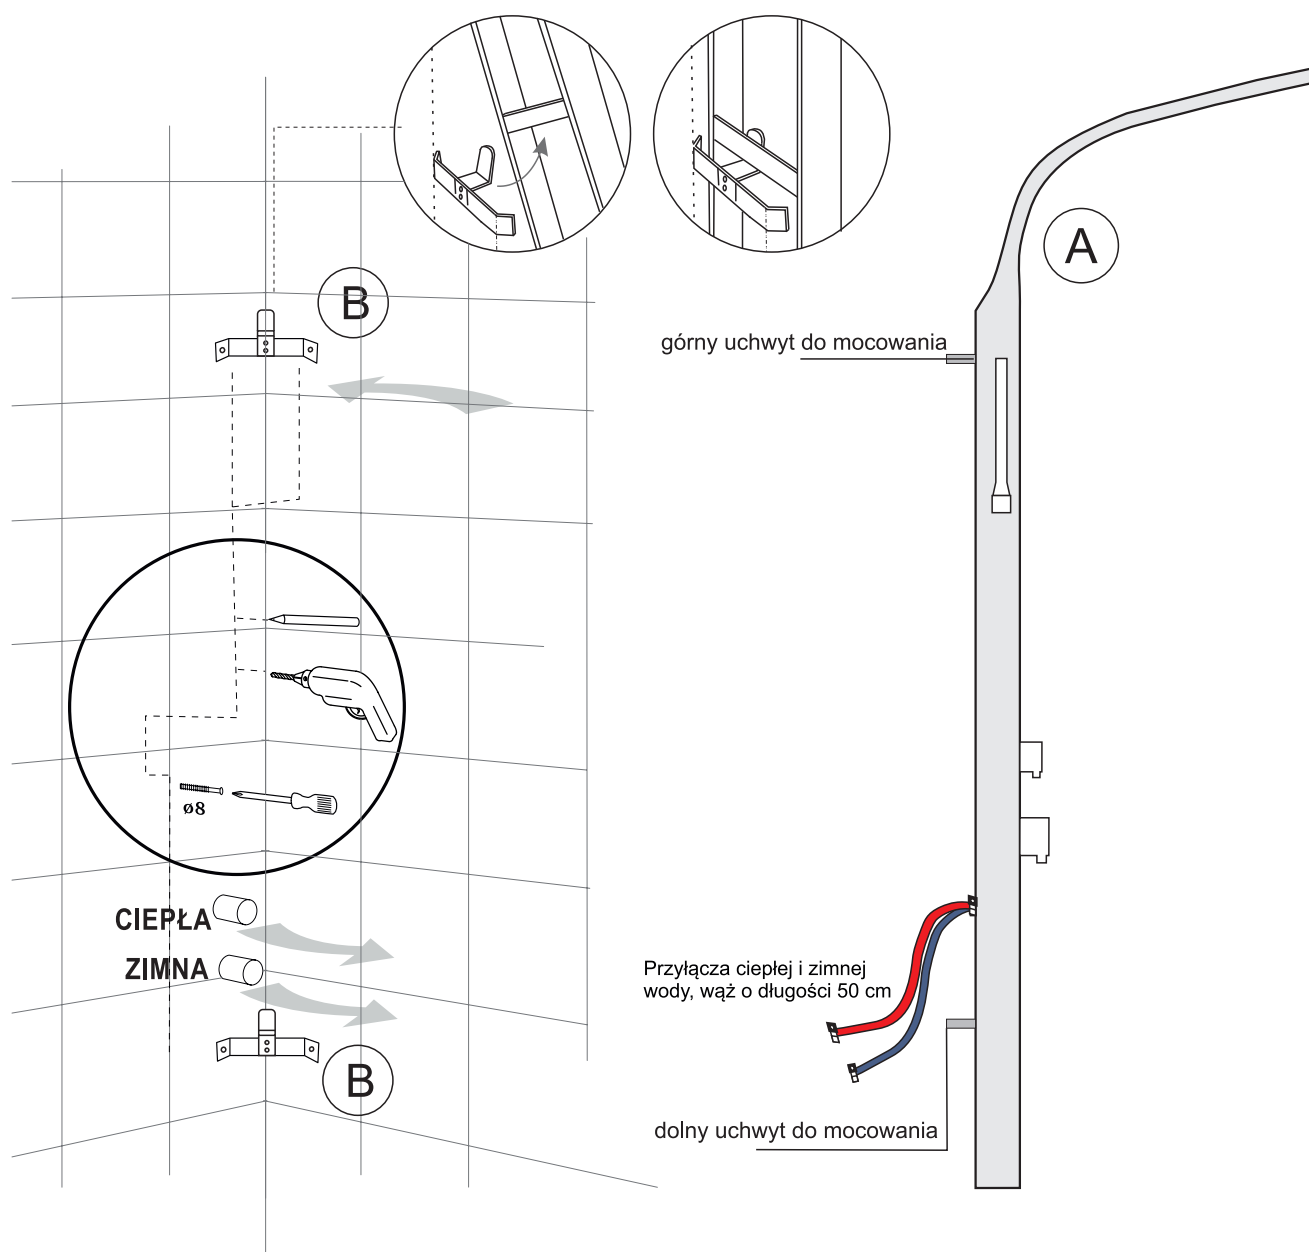 A
B
górny uchwyt do mocowania
ø8
CIEPŁA
ZIMNA
Przyłącza ciepłej i zimnej
wody, wąż o długości 50 cm
B
dolny uchwyt do mocowania